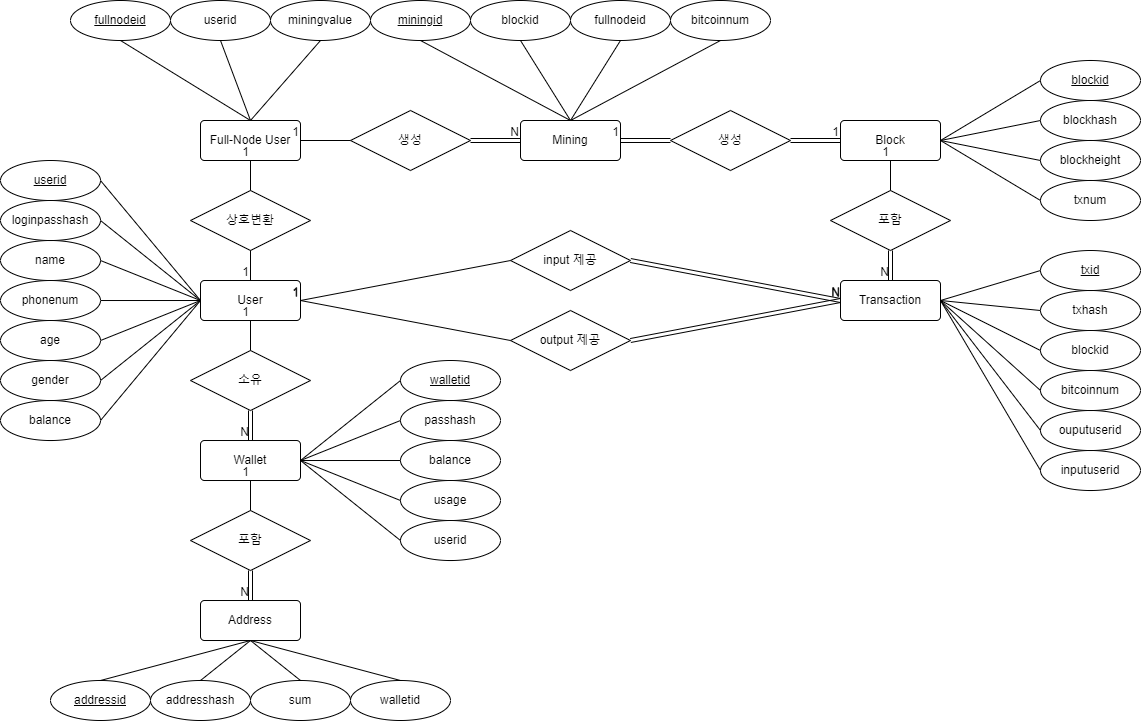 fullnodeid
userid
miningvalue
miningid
blockid
fullnodeid
bitcoinnum
Full-Node User
1
1
생성
N
Mining
1
생성
1
Block
1
blockid
blockhash
blockheight
txnum
userid
loginpasshash
name
phonenum
age
gender
balance
상호변환
1
User
1
1
input 제공
output 제공
N
포함
N
Transaction
txid
txhash
blockid
bitcoinnum
ouputuserid
inputuserid
소유
N
Wallet
1
walletid
passhash
balance
usage
userid
포함
N
Address
addressid
addresshash
sum
walletid